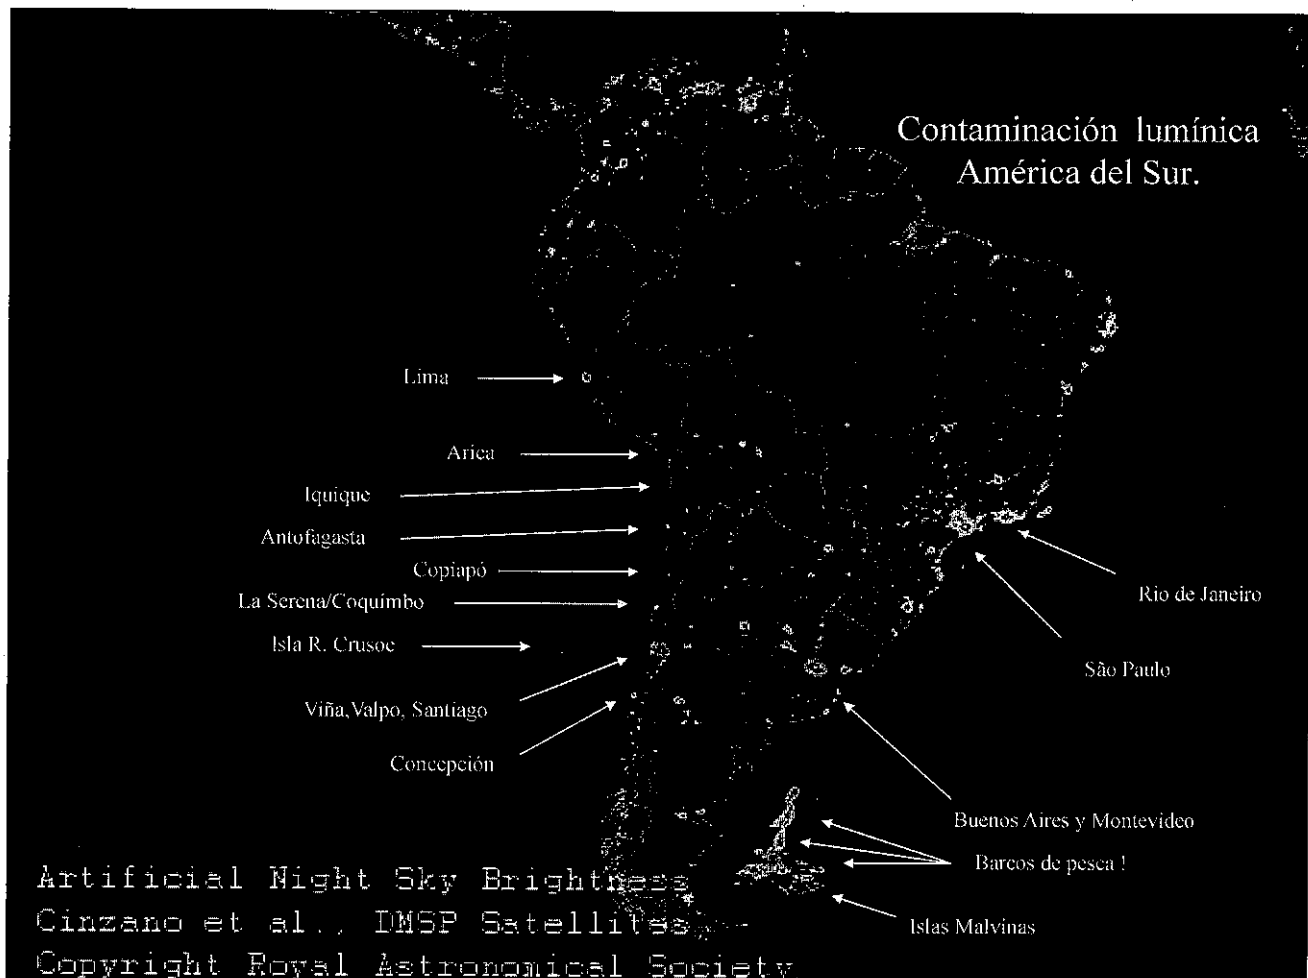 Contaminación lumínica
América del Sur.
Lima
Arica
Iquique
Antofagasta
Copiapó
La Serena/Coquimbo
Isla R. Crusoe
Viña,Valpo, Santiago
Concepción
Rio de Janeiro
São Paulo
Buenos Aires y Montevideo
Barcos de pesca !
Islas Malvinas
Artificial Night Sky Brightness
Cinzano et al., DMSP Satellites
Copyright Royal Astronomical Society